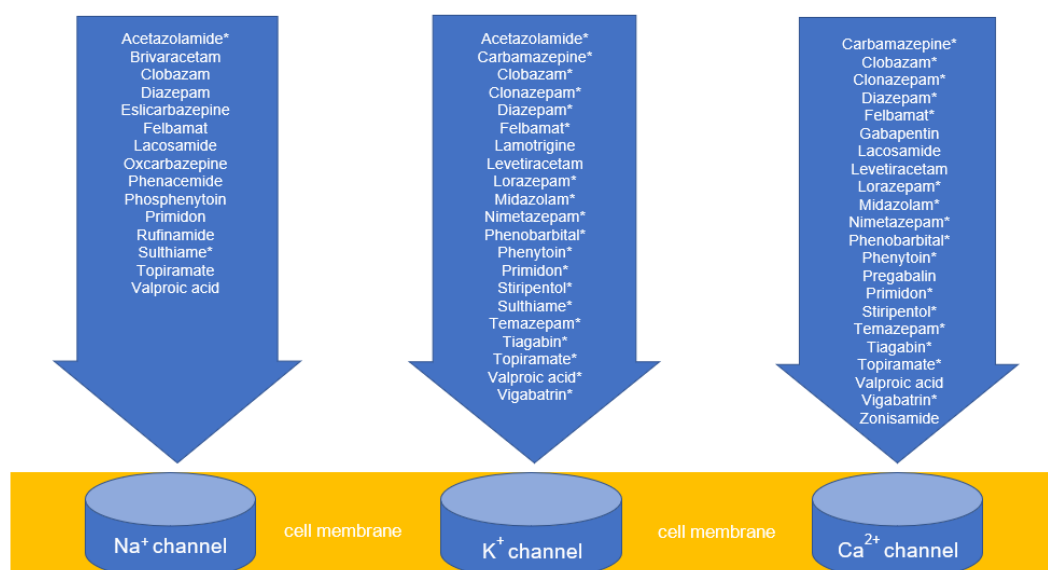 Acetazolamide*
Brivaracetam
Clobazam
Diazepam
Eslicarbazepine
Felbamat
Lacosamide
Oxcarbazepine
Phenacemide
Phosphenytoin
Primidon
Rufinamide
Sulthiame*
Topiramate
Valproic acid
Acetazolamide*
Carbamazepine*
Clobazam*
Clonazepam*
Diazepam*
Felbamat*
Lamotrigine
Levetiracetam
Lorazepam*
Midazolam*
Nimetazepam*
Phenobarbital*
Phenytoin*
Primidon*
Stiripentol*
Sulthiame*
Temazepam*
Tiagabin*
Topiramate*
Valproic acid*
Vigabatrin*
Carbamazepine*
Clobazam*
Clonazepam*
Diazepam*
Felbamat*
Gabapentin
Lacosamide
Levetiracetam
Lorazepam*
Midazolam*
Nimetazepam*
Phenobarbital*
Phenytoin*
Pregabalin
Primidon*
Stiripentol*
Temazepam*
Tiagabin*
Topiramate*
Valproic acid
Vigabatrin*
Zonisamide
Na⁺ channel
cell membrane
K⁺ channel
cell membrane
Ca²⁺ channel